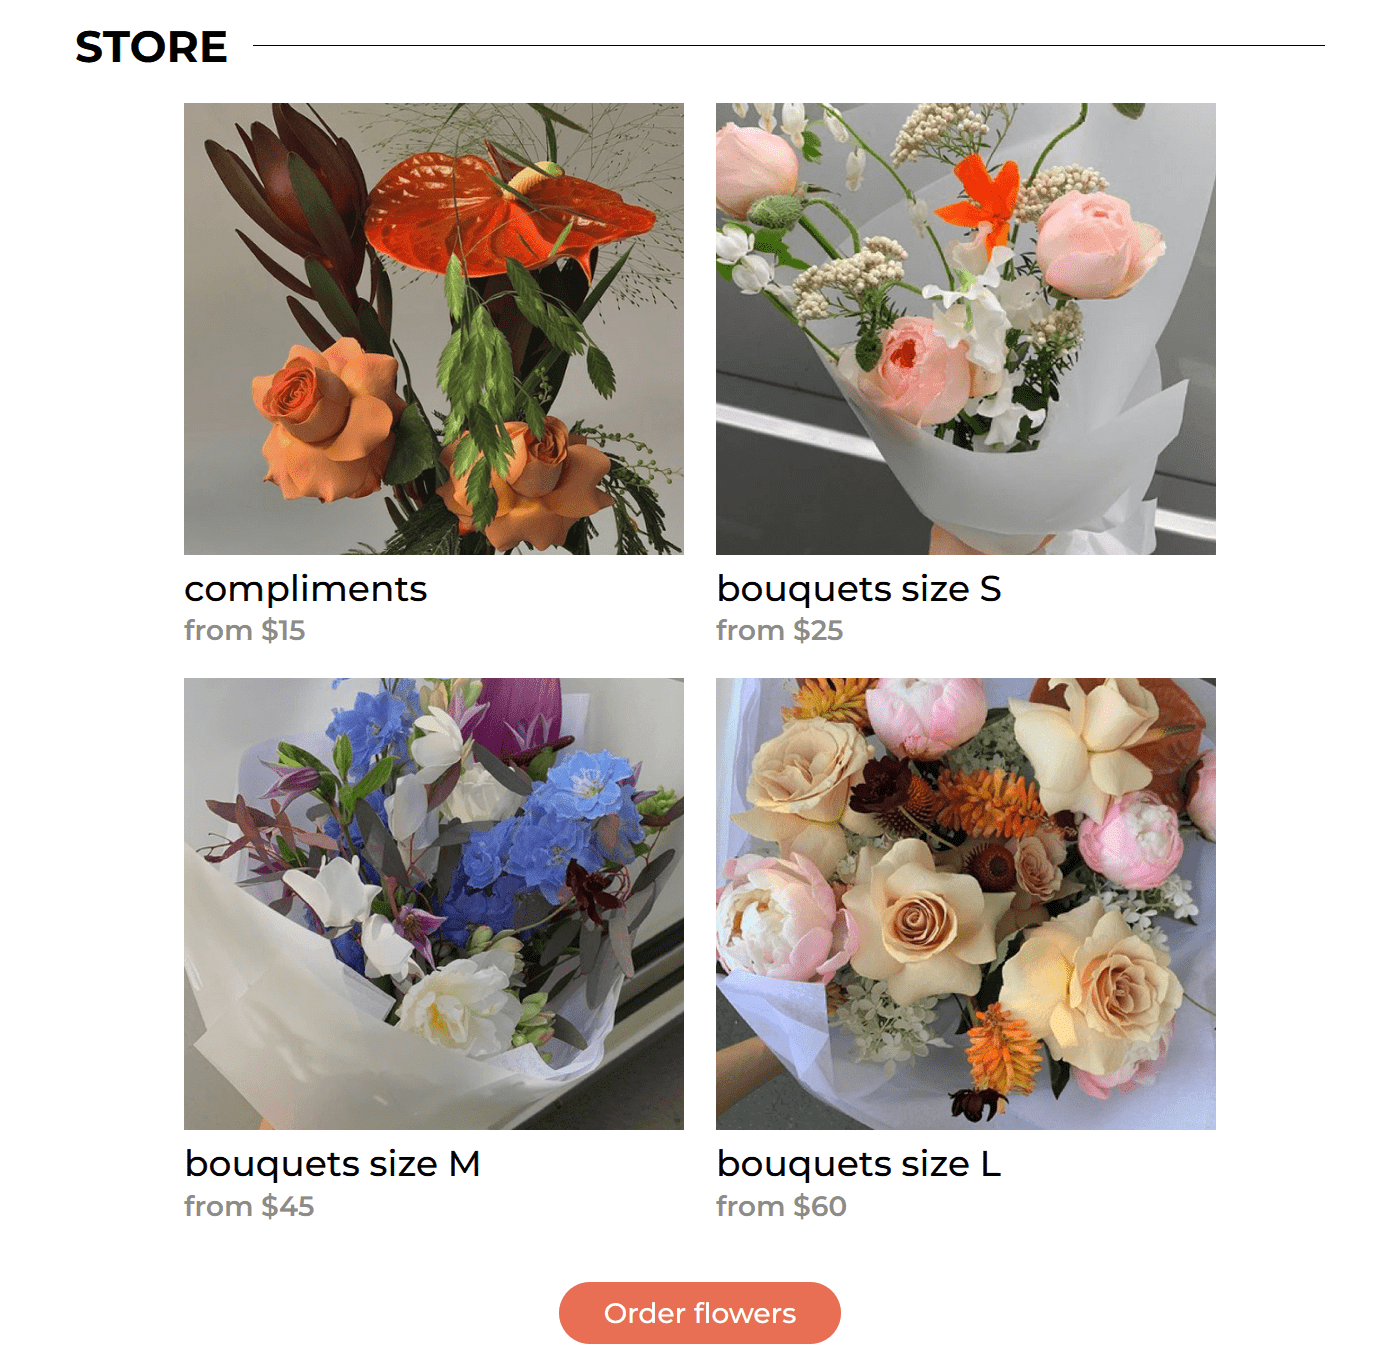 STORE
compliments
from $15
bouquets size S
from $25
bouquets size M
from $45
bouquets size L
from $60
Order flowers